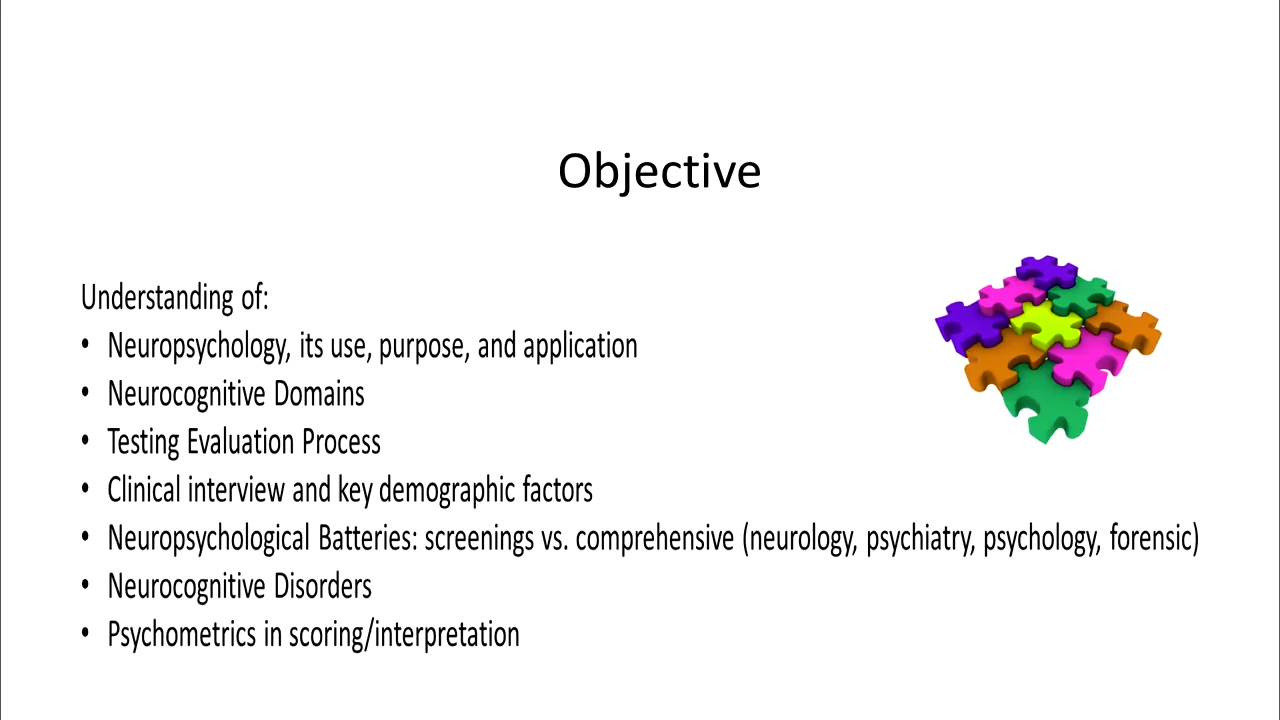 Objective
Understanding of:
• Neuropsychology, its use, purpose, and application
• Neurocognitive Domains
• Testing Evaluation Process
• Clinical interview and key demographic factors
• Neuropsychological Batteries: screenings vs. comprehensive (neurology, psychiatry, psychology, forensic)
• Neurocognitive Disorders
• Psychometrics in scoring/interpretation